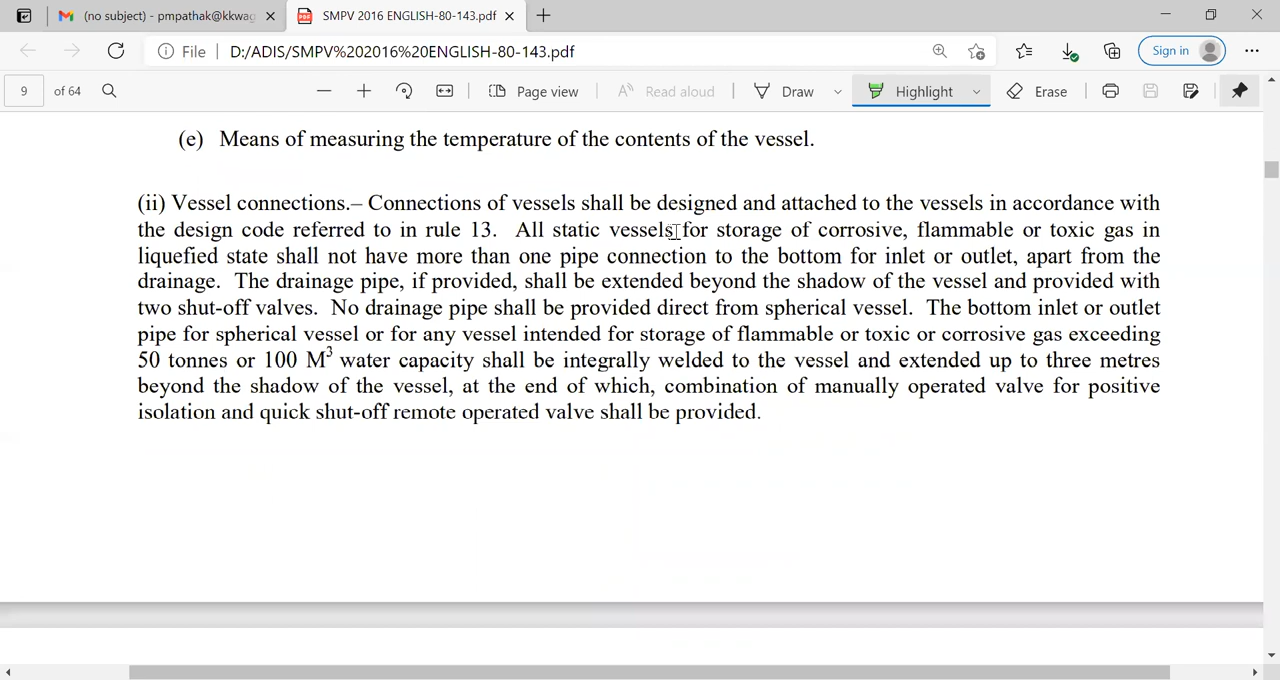 (no subject) - pmpathak@kkwag
SMPV 2016 ENGLISH-80-143.pdf
File D:/ADIS/SMPV%202016%20ENGLISH-80-143.pdf
Sign in
9 of 64
Page view
Read aloud
Draw
Highlight
Erase
(e) Means of measuring the temperature of the contents of the vessel.
(ii) Vessel connections.– Connections of vessels shall be designed and attached to the vessels in accordance with
the design code referred to in rule 13. All static vessels for storage of corrosive, flammable or toxic gas in
liquefied state shall not have more than one pipe connection to the bottom for inlet or outlet, apart from the
drainage. The drainage pipe, if provided, shall be extended beyond the shadow of the vessel and provided with
two shut-off valves. No drainage pipe shall be provided direct from spherical vessel. The bottom inlet or outlet
pipe for spherical vessel or for any vessel intended for storage of flammable or toxic or corrosive gas exceeding
50 tonnes or 100 M³ water capacity shall be integrally welded to the vessel and extended up to three metres
beyond the shadow of the vessel, at the end of which, combination of manually operated valve for positive
isolation and quick shut-off remote operated valve shall be provided.